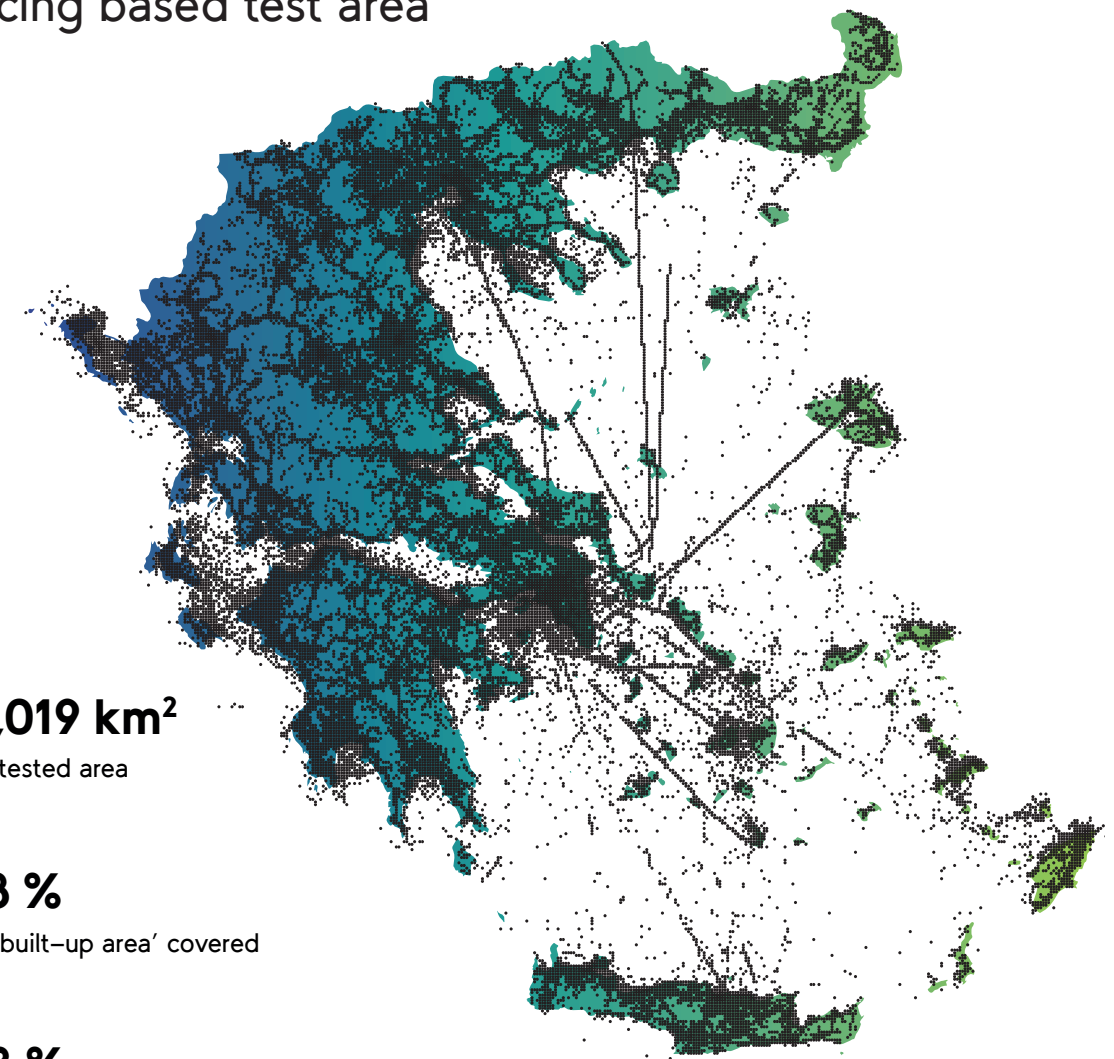 cing based test area
,019 km²
tested area
3 %
built–up area’ covered